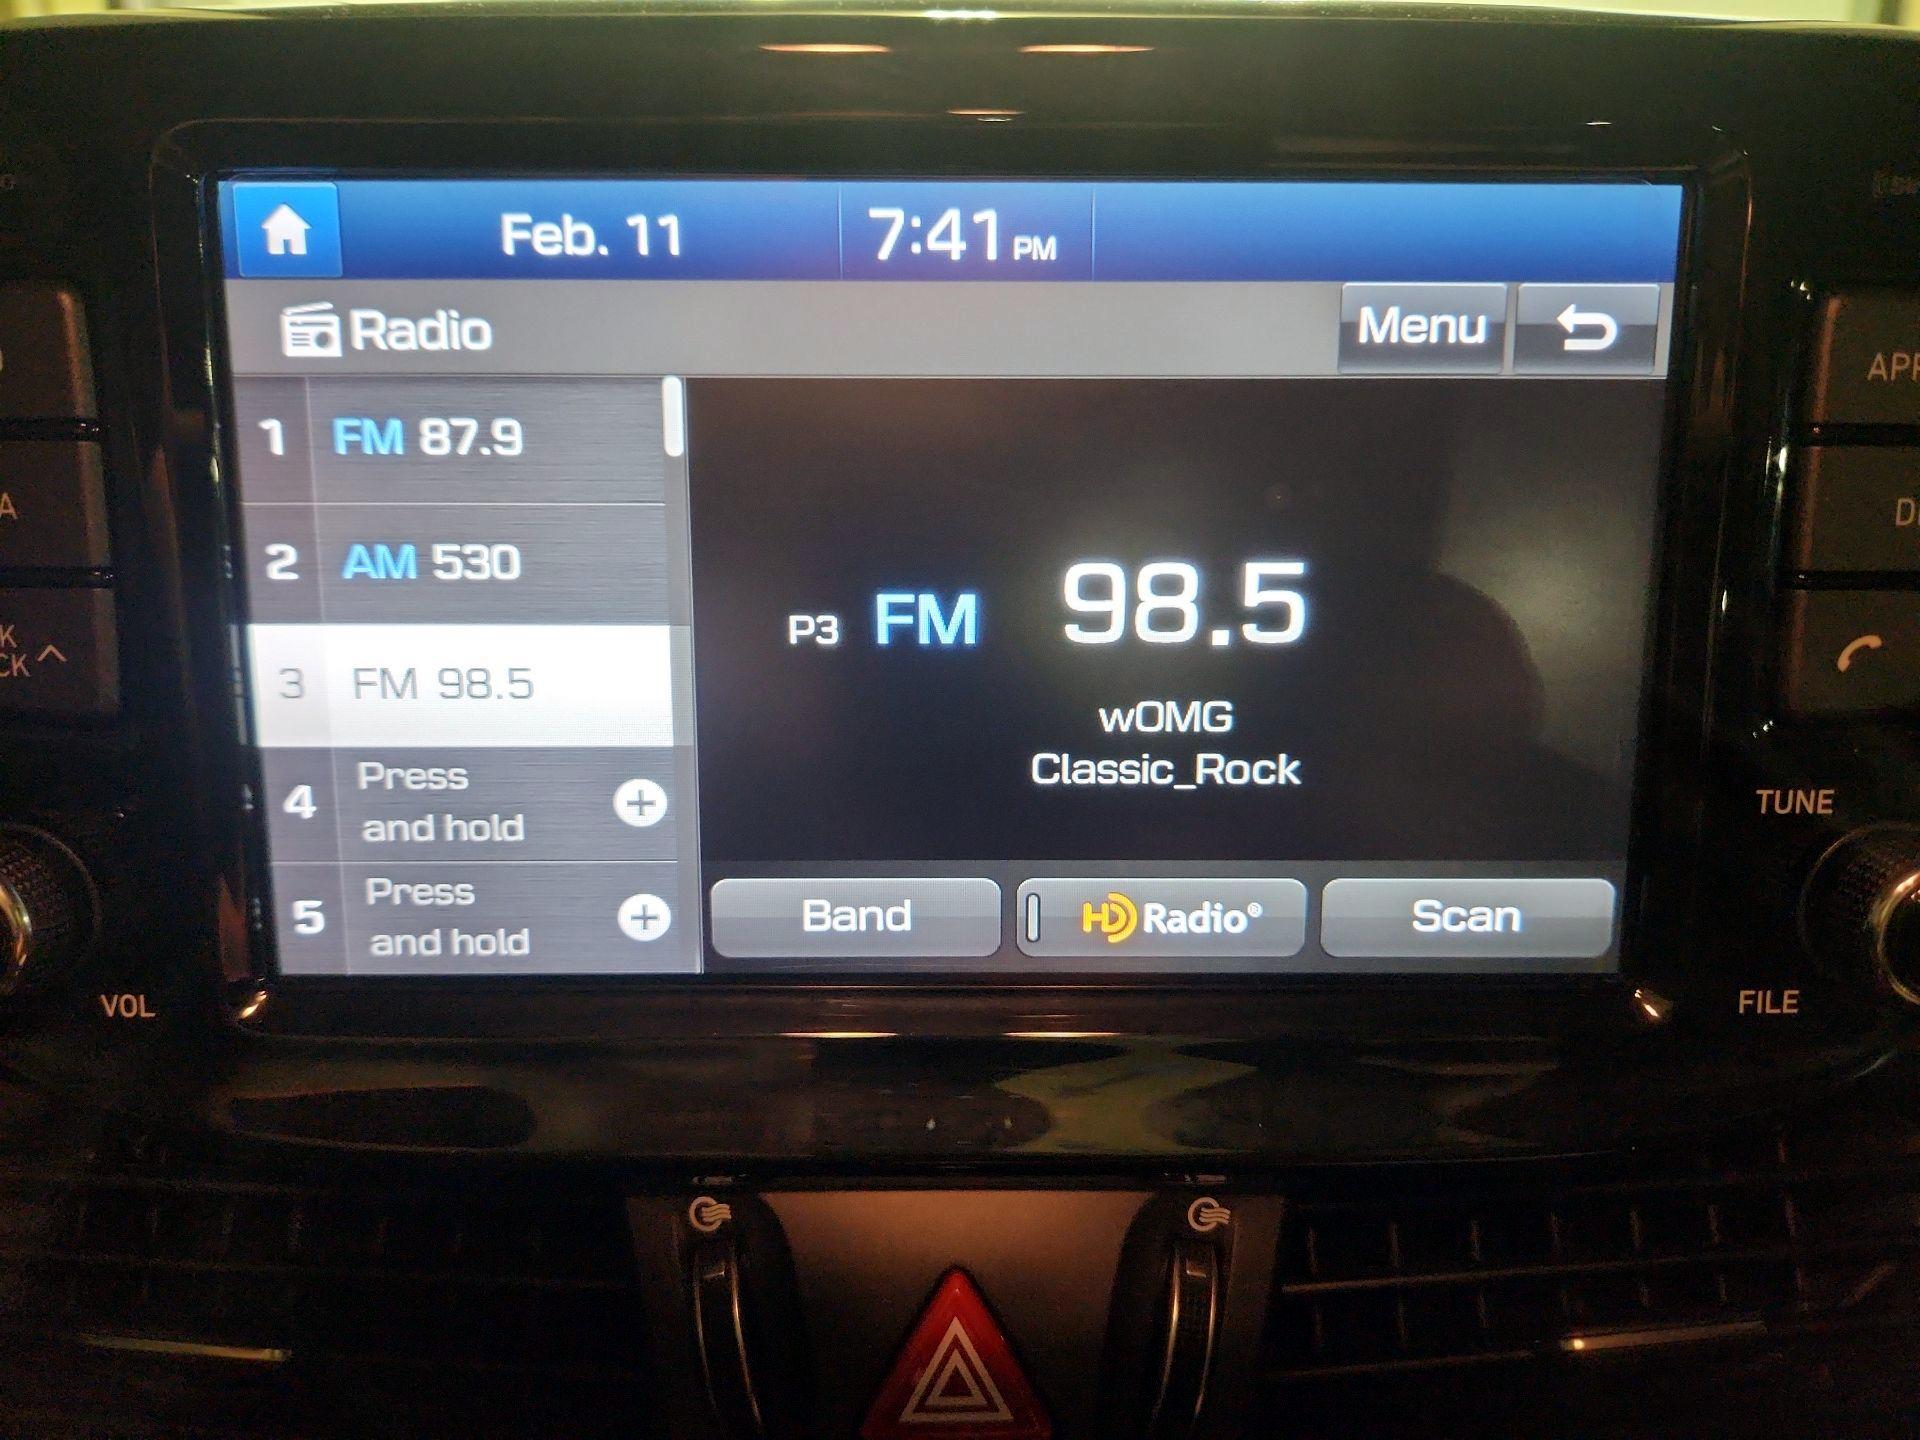 Feb. 11 7:41 PM
Radio
Menu
1 FM 87.9
2 AM 530
3 FM 98.5
4 Press
and hold
5 Press
and hold
P3 FM 98.5
wOMG
Classic_Rock
Band
HD Radio®
Scan
VOL
TUNE
FILE